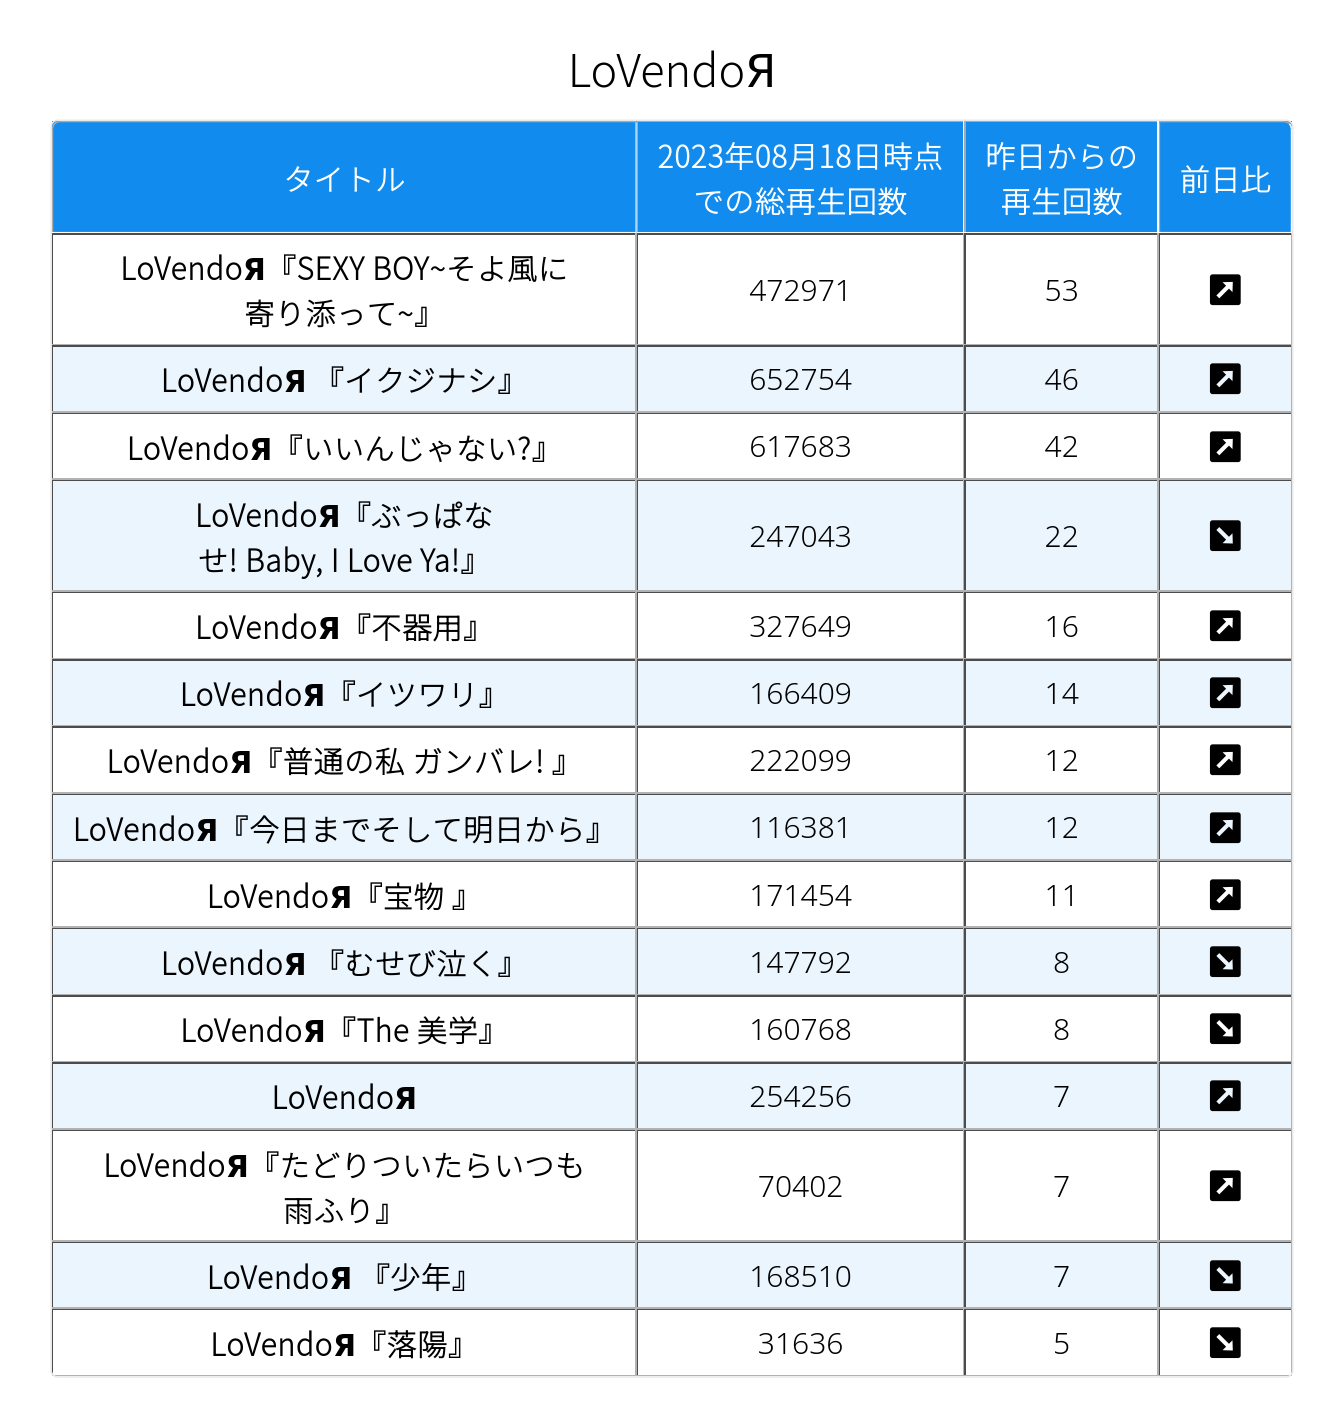 LoVendoЯ
タイトル
2023年08月18日時点
での総再生回数
昨日からの
再生回数
前日比
LoVendoЯ『SEXY BOY~そよ風に
寄り添って~』
472971
53
LoVendoЯ 『イクジナシ』
652754
46
LoVendoЯ『いいんじゃない?』
617683
42
LoVendoЯ『ぶっぱな
せ! Baby, I Love Ya!』
247043
22
LoVendoЯ『不器用』
327649
16
LoVendoЯ『イツワリ』
166409
14
LoVendoЯ『普通の私 ガンバレ! 』
222099
12
LoVendoЯ『今日までそして明日から』
116381
12
LoVendoЯ『宝物 』
171454
11
LoVendoЯ 『むせび泣く』
147792
8
LoVendoЯ『The 美学』
160768
8
LoVendoЯ
254256
7
LoVendoЯ『たどりついたらいつも
雨ふり』
70402
7
LoVendoЯ 『少年』
168510
7
LoVendoЯ『落陽』
31636
5